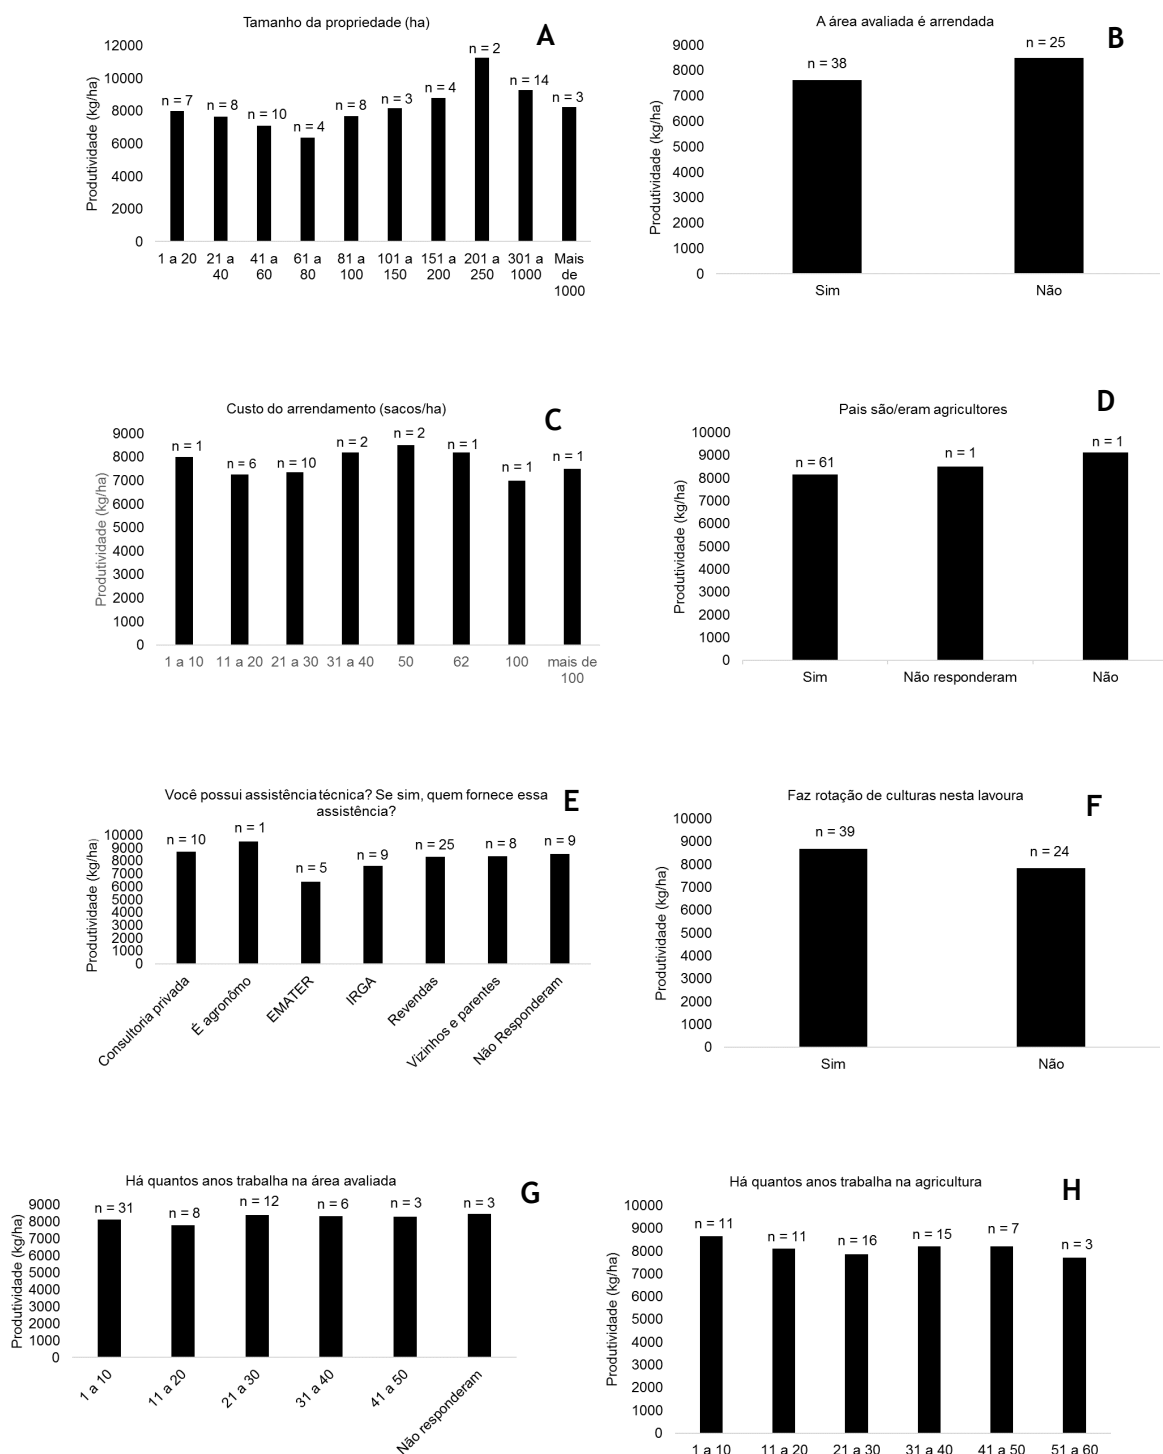 Tamanho da propriedade (ha)
A
Produtividade (kg/ha)
12000
10000
8000
6000
4000
2000
0
n = 7
n = 8
n = 10
n = 4
n = 8
n = 3
n = 4
n = 2
n = 14
n = 3
1 a 20
21 a
40
41 a
60
61 a
80
81 a
100
101 a
150
151 a
200
201 a
250
301 a
1000
Mais
de
1000
A área avaliada é arrendada
B
Produtividade (kg/ha)
9000
8000
7000
6000
5000
4000
3000
2000
1000
0
n = 38
n = 25
Sim
Não
Custo do arrendamento (sacos/ha)
C
Produtividade (kg/ha)
9000
8000
7000
6000
5000
4000
3000
2000
1000
0
n = 1
n = 6
n = 10
n = 2
n = 2
n = 1
n = 1
n = 1
1 a 10
11 a 20
21 a 30
31 a 40
50
62
100
mais de
100
Pais são/eram agricultores
D
Produtividade (kg/ha)
10000
9000
8000
7000
6000
5000
4000
3000
2000
1000
0
n = 61
n = 1
n = 1
Sim
Não responderam
Não
Você possui assistência técnica? Se sim, quem fornece essa
assistência?
E
Produtividade (kg/ha)
10000
9000
8000
7000
6000
5000
4000
3000
2000
1000
0
n = 10
n = 1
n = 5
n = 9
n = 25
n = 8
n = 9
Consultoria privada
É agronômo
EMATER
IRGA
Revendas
Vizinhos e parentes
Não Responderam
Faz rotação de culturas nesta lavoura
F
Produtividade (kg/ha)
10000
9000
8000
7000
6000
5000
4000
3000
2000
1000
0
n = 39
n = 24
Sim
Não
Há quantos anos trabalha na área avaliada
G
Produtividade (kg/ha)
9000
8000
7000
6000
5000
4000
3000
2000
1000
0
n = 31
n = 8
n = 12
n = 6
n = 3
n = 3
1 a 10
11 a 20
21 a 30
31 a 40
41 a 50
Não responderam
Há quantos anos trabalha na agricultura
H
Produtividade (kg/ha)
10000
9000
8000
7000
6000
5000
4000
3000
2000
1000
0
n = 11
n = 11
n = 16
n = 15
n = 7
n = 3
1 a 10
11 a 20
21 a 30
31 a 40
41 a 50
51 a 60